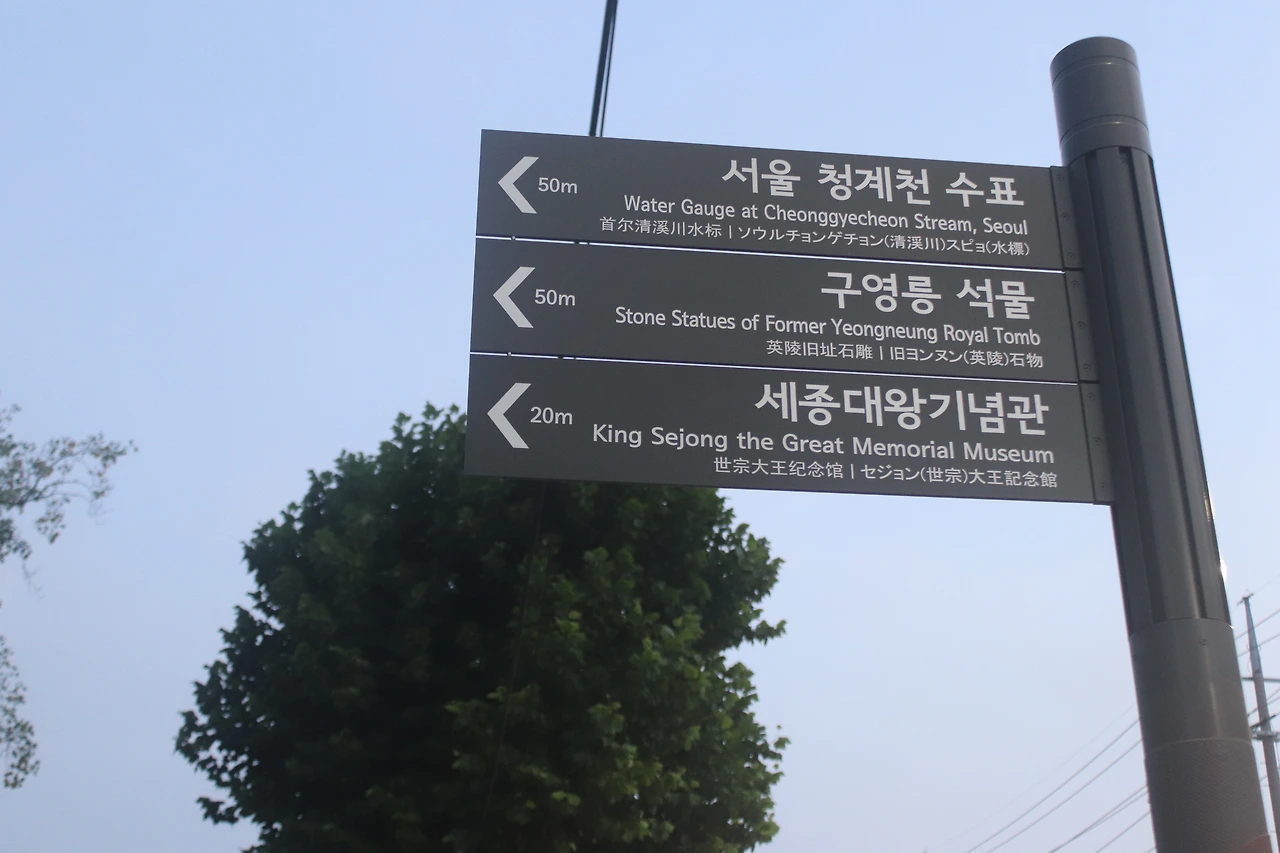 50m
서울 청계천 수표
Water Gauge at Cheonggyecheon Stream, Seoul
首尔清溪川水标 | ソウルチョンゲチョン(清渓川)スピョ(水標)
50m
구영릉 석물
Stone Statues of Former Yeongneung Royal Tomb
英陵旧址石雕 | 旧ヨンヌン(英陵)石物
20m
세종대왕기념관
King Sejong the Great Memorial Museum
世宗大王纪念馆 | セジョン(世宗)大王記念館